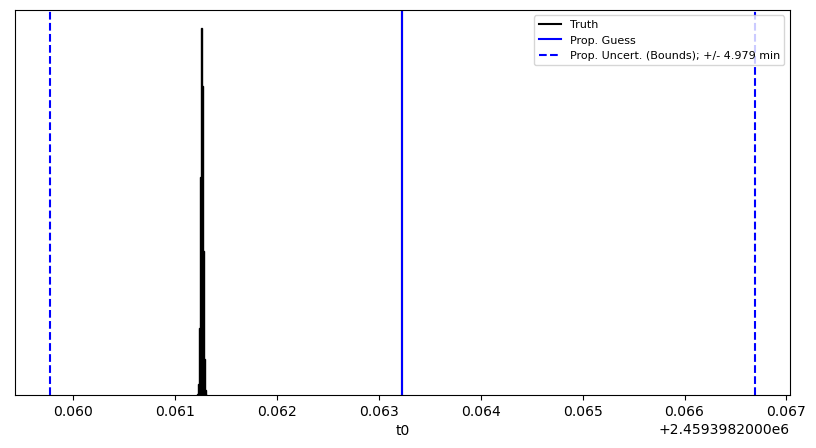 Truth
Prop. Guess
Prop. Uncert. (Bounds); +/- 4.979 min
0.060 0.061 0.062 0.063 0.064 0.065 0.066 0.067
t0
+2.4593982000e6